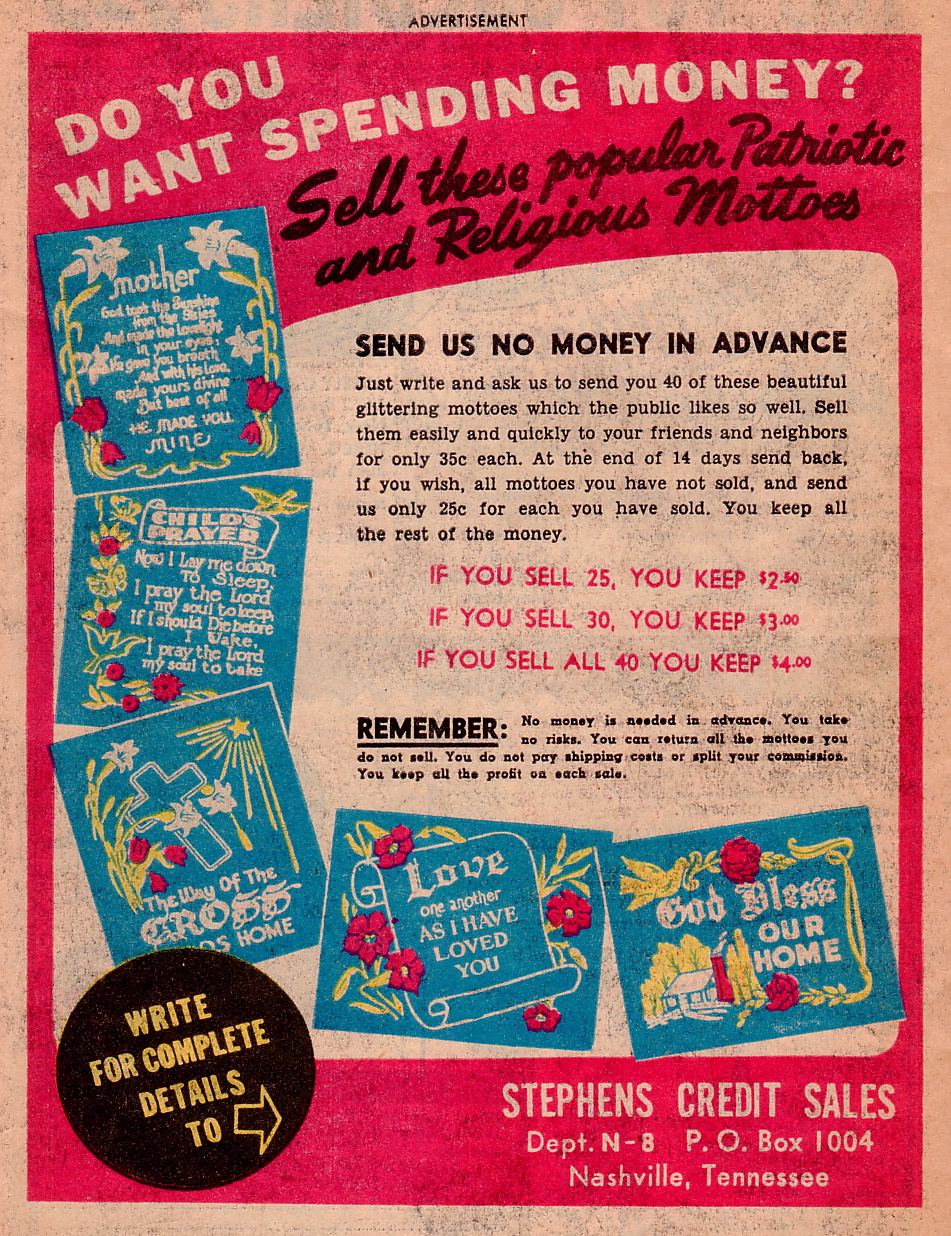 ADVERTISEMENT
DO YOU
WANT SPENDING MONEY?
Sell these popular Patriotic
and Religious Mottoes
mother
God took the Sunshine
from the Skies
And made the Lovelight
in your eyes,
He gave you breath
And with his Love,
made yours divine
But best of all
HE MADE YOU
MINE
CHILD'S
PRAYER
Now I Lay me down
To Sleep,
I pray the Lord
my soul to keep,
If I should Die before
I Wake,
I pray the Lord
my soul to take
The Way Of The
CROSS
HOME
SEND US NO MONEY IN ADVANCE
Just write and ask us to send you 40 of these beautiful
glittering mottoes which the public likes so well. Sell
them easily and quickly to your friends and neighbors
for only 35c each. At the end of 14 days send back,
if you wish, all mottoes you have not sold, and send
us only 25c for each you have sold. You keep all
the rest of the money.
IF YOU SELL 25, YOU KEEP $2.50
IF YOU SELL 30, YOU KEEP $3.00
IF YOU SELL ALL 40 YOU KEEP $4.00
REMEMBER: No money is needed in advance. You take
no risks. You can return all the mottoes you
do not sell. You do not pay shipping costs or split your commission.
You keep all the profit on each sale.
Love
one another
AS I HAVE
LOVED
YOU
God Bless
OUR
HOME
WRITE
FOR COMPLETE
DETAILS
TO
STEPHENS CREDIT SALES
Dept. N-8 P. O. Box 1004
Nashville, Tennessee